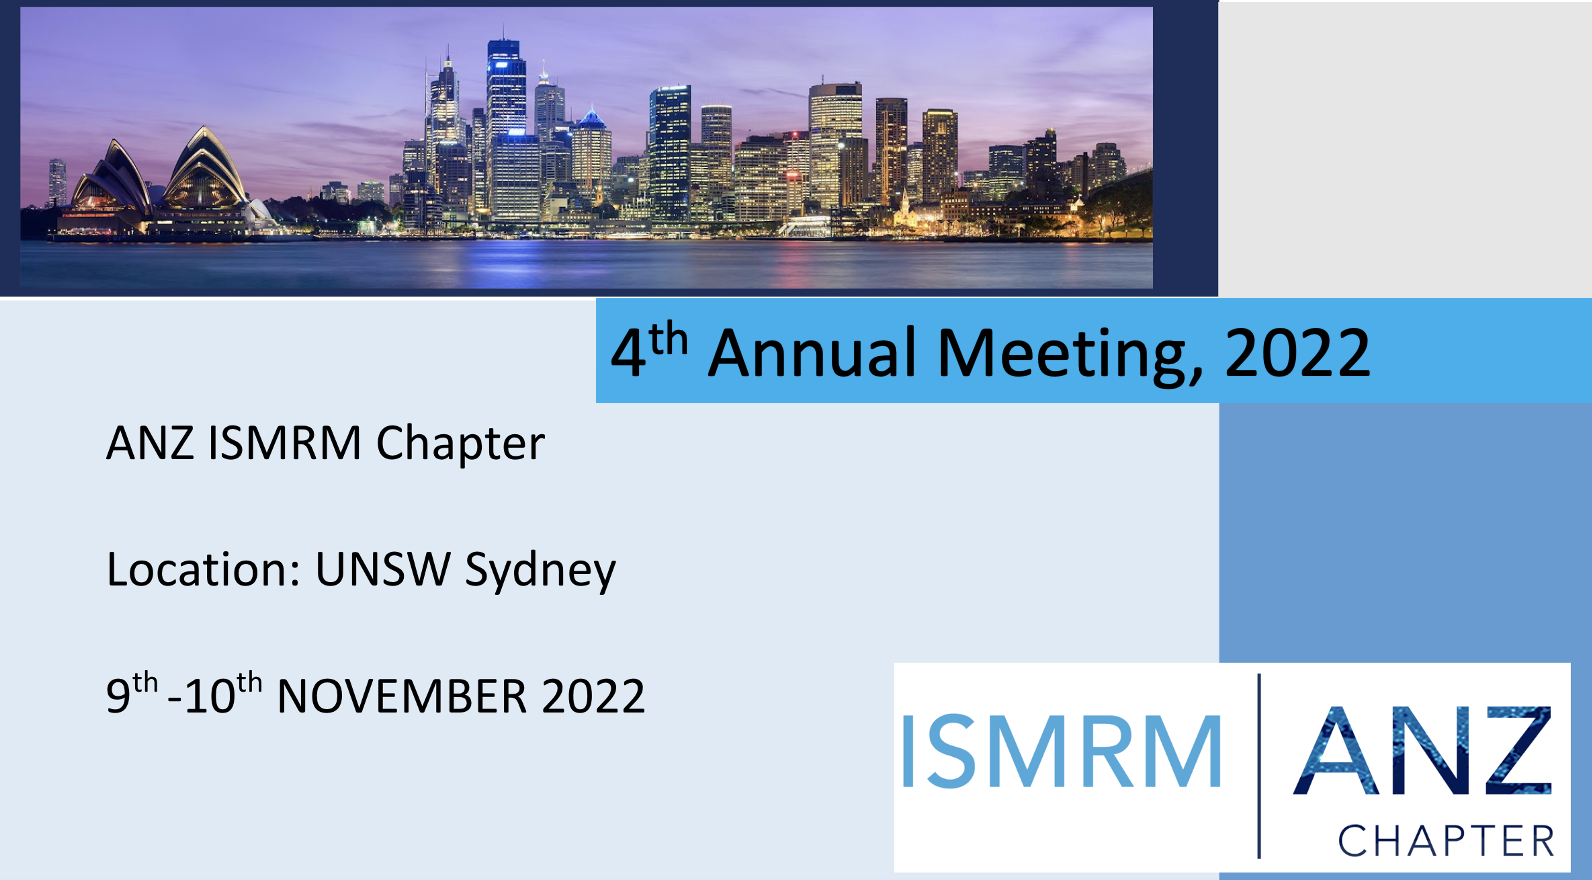 4th Annual Meeting, 2022
ANZ ISMRM Chapter
Location: UNSW Sydney
9th -10th NOVEMBER 2022
ISMRM
ANZ
CHAPTER